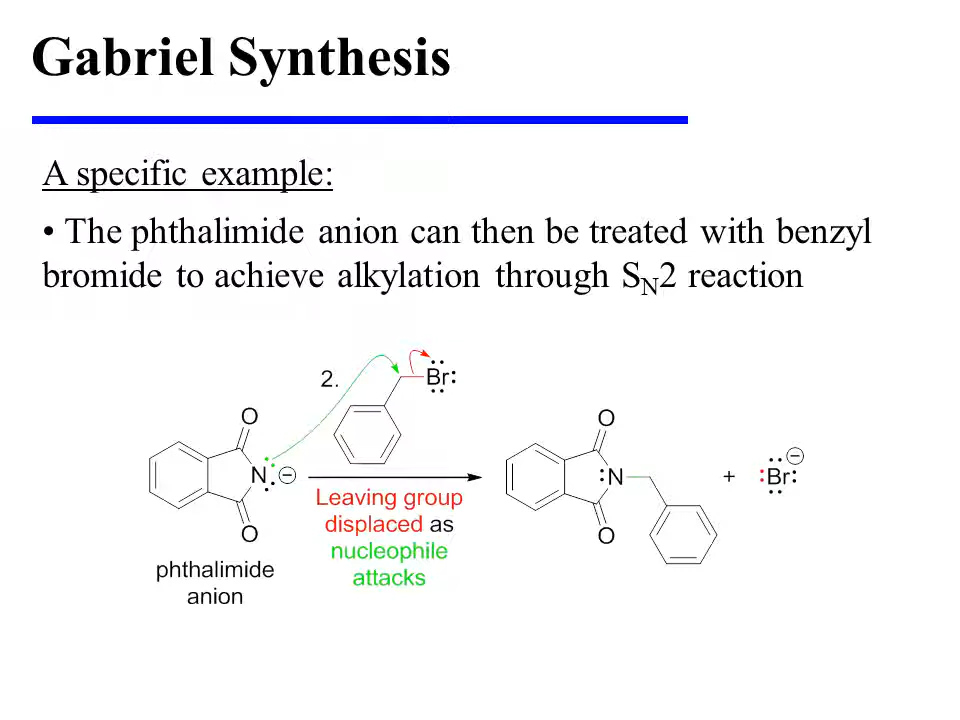 Gabriel Synthesis
A specific example:
• The phthalimide anion can then be treated with benzyl
bromide to achieve alkylation through SN2 reaction
2.
Br
O
N
O
phthalimide
anion
Leaving group
displaced as
nucleophile
attacks
O
N
O
+
Br